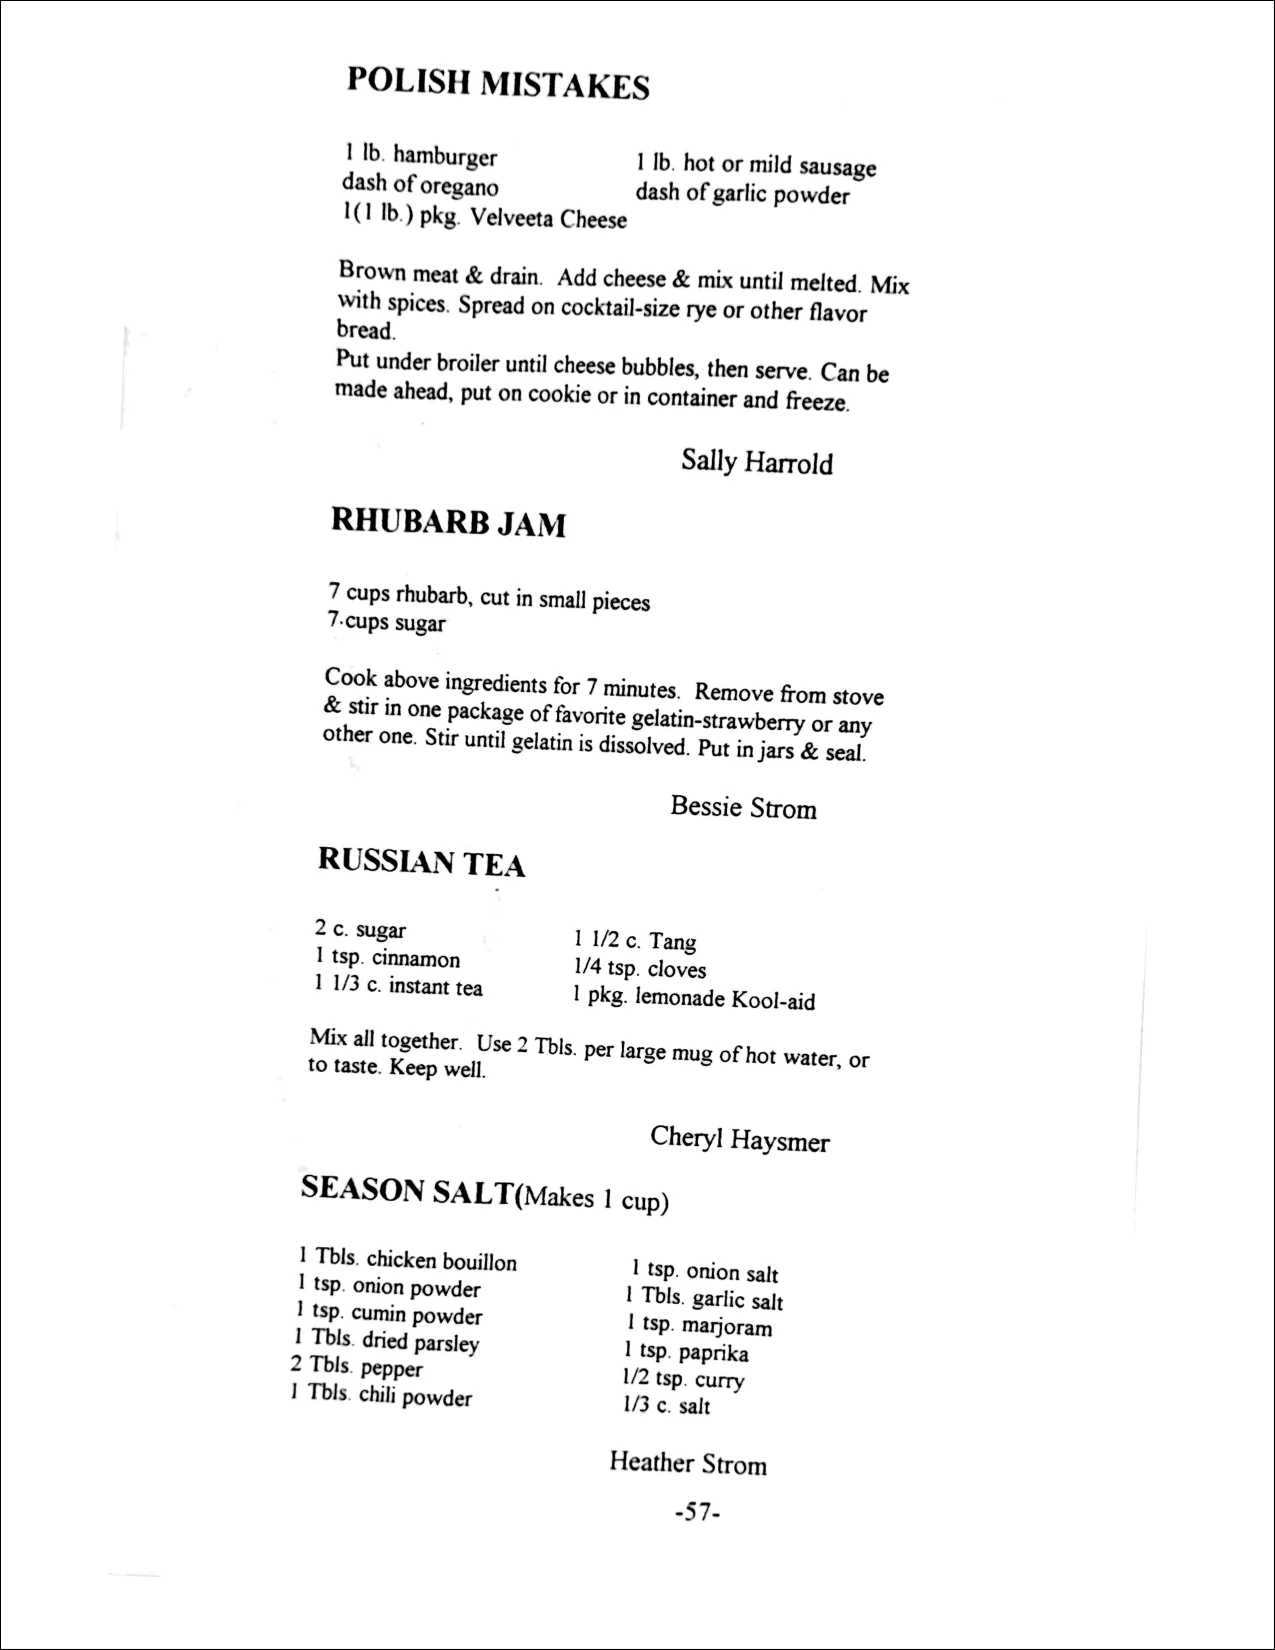 POLISH MISTAKES
1 lb. hamburger 1 lb. hot or mild sausage
dash of oregano dash of garlic powder
1(1 lb.) pkg. Velveeta Cheese
Brown meat & drain. Add cheese & mix until melted. Mix
with spices. Spread on cocktail-size rye or other flavor
bread.
Put under broiler until cheese bubbles, then serve. Can be
made ahead, put on cookie or in container and freeze.
Sally Harrold
RHUBARB JAM
7 cups rhubarb, cut in small pieces
7 cups sugar
Cook above ingredients for 7 minutes. Remove from stove
& stir in one package of favorite gelatin-strawberry or any
other one. Stir until gelatin is dissolved. Put in jars & seal.
Bessie Strom
RUSSIAN TEA
2 c. sugar 1 1/2 c. Tang
1 tsp. cinnamon 1/4 tsp. cloves
1 1/3 c. instant tea 1 pkg. lemonade Kool-aid
Mix all together. Use 2 Tbls. per large mug of hot water, or
to taste. Keep well.
Cheryl Haysmer
SEASON SALT(Makes 1 cup)
1 Tbls. chicken bouillon 1 tsp. onion salt
1 tsp. onion powder 1 Tbls. garlic salt
1 tsp. cumin powder 1 tsp. marjoram
1 Tbls. dried parsley 1 tsp. paprika
2 Tbls. pepper 1/2 tsp. curry
1 Tbls. chili powder 1/3 c. salt
Heather Strom
-57-